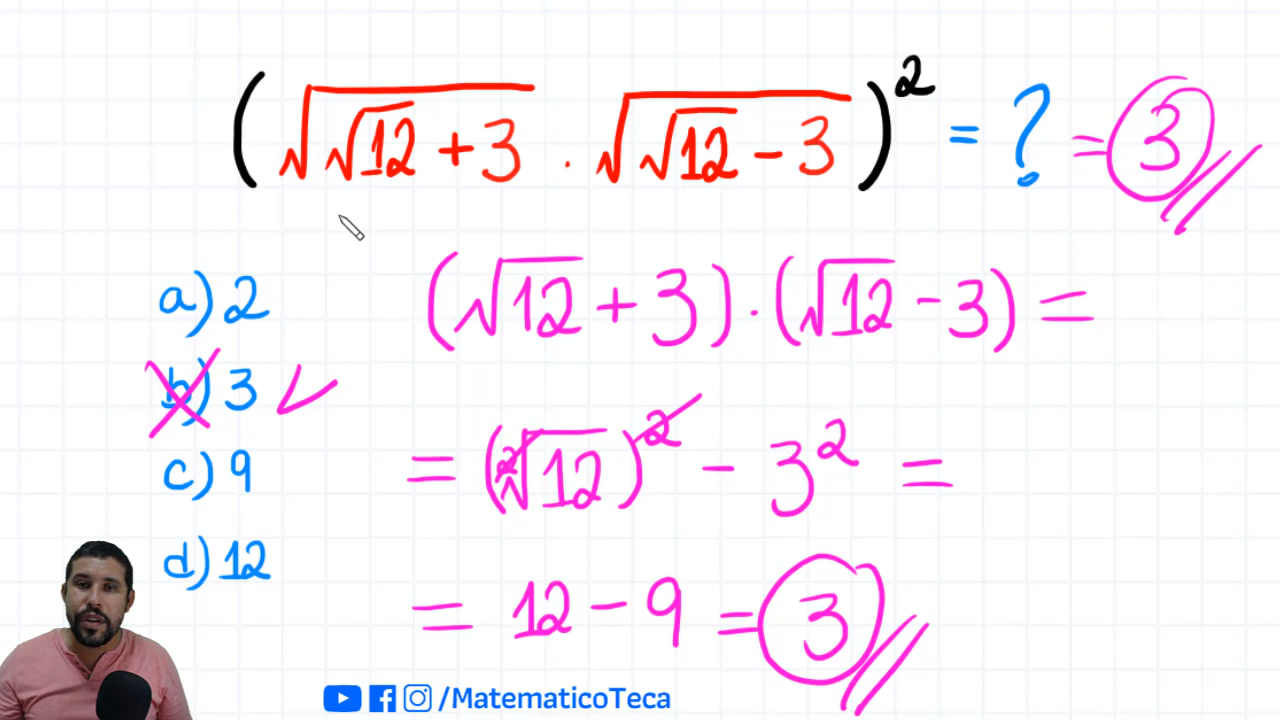 (√(√12 + 3) · √(√12 − 3))² = ? = 3
a) 2
(√12 + 3) · (√12 − 3) =
b) 3 ✓
= (²√12)² − 3² =
c) 9
d) 12
= 12 − 9 = 3
/MatematicoTeca